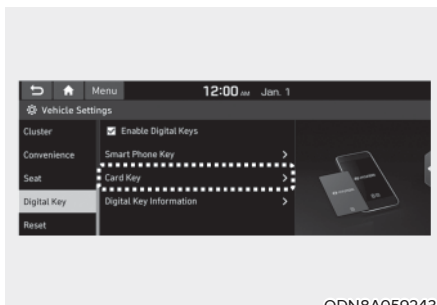 Menu 12:00 AM Jan. 1
Vehicle Settings
Cluster
Enable Digital Keys
Convenience
Smart Phone Key
Seat
Card Key
Digital Key
Digital Key Information
Reset